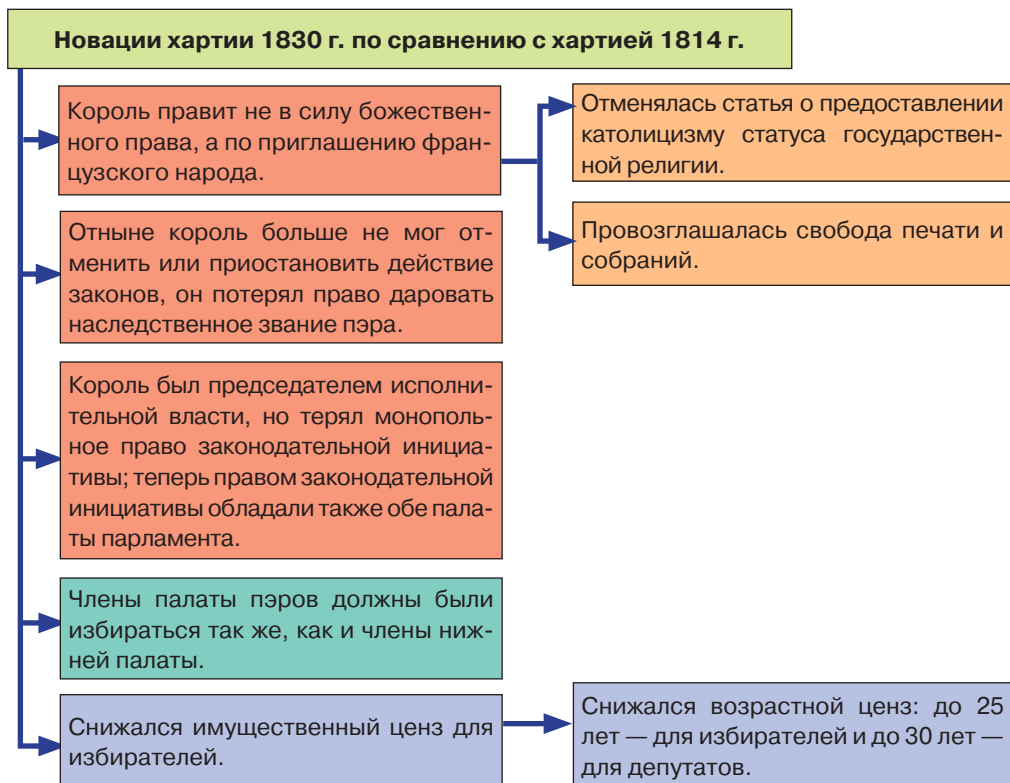 Новации хартии 1830 г. по сравнению с хартией 1814 г.
Король правит не в силу божествен-
ного права, а по приглашению фран-
цузского народа.
Отменялась статья о предоставлении
католицизму статуса государствен-
ной религии.
Провозглашалась свобода печати и
собраний.
Отныне король больше не мог от-
менить или приостановить действие
законов, он потерял право даровать
наследственное звание пэра.
Король был председателем исполни-
тельной власти, но терял монополь-
ное право законодательной инициа-
тивы; теперь правом законодательной
инициативы обладали также обе пала-
ты парламента.
Члены палаты пэров должны были
избираться так же, как и члены ниж-
ней палаты.
Снижался имущественный ценз для
избирателей.
Снижался возрастной ценз: до 25
лет — для избирателей и до 30 лет —
для депутатов.